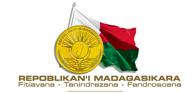 REPOBLIKAN'I MADAGASIKARA
Fitiavana - Tanindrazana - Fandrosoana